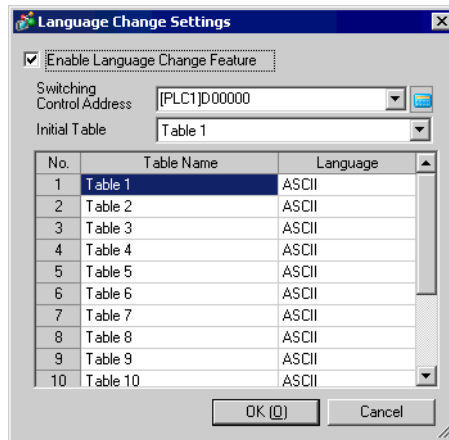 Language Change Settings
Enable Language Change Feature
Switching
Control Address [PLC1]D00000
Initial Table Table 1
No. Table Name Language
1 Table 1 ASCII
2 Table 2 ASCII
3 Table 3 ASCII
4 Table 4 ASCII
5 Table 5 ASCII
6 Table 6 ASCII
7 Table 7 ASCII
8 Table 8 ASCII
9 Table 9 ASCII
10 Table 10 ASCII
OK (O) Cancel